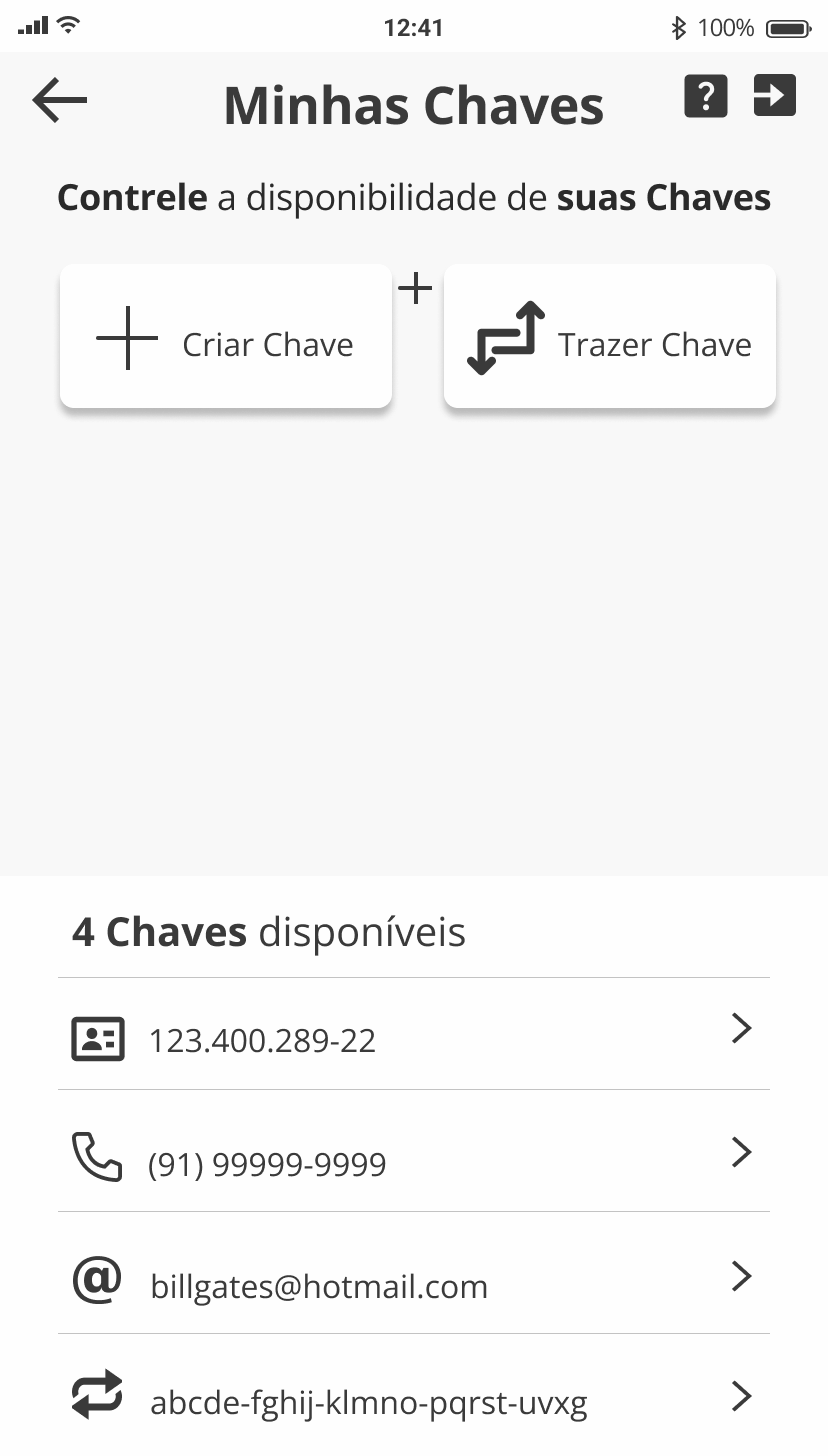 12:41
100%
Minhas Chaves
?
Contrele a disponibilidade de suas Chaves
Criar Chave
Trazer Chave
4 Chaves disponíveis
123.400.289-22
(91) 99999-9999
@ billgates@hotmail.com
abcde-fghij-klmno-pqrst-uvxg